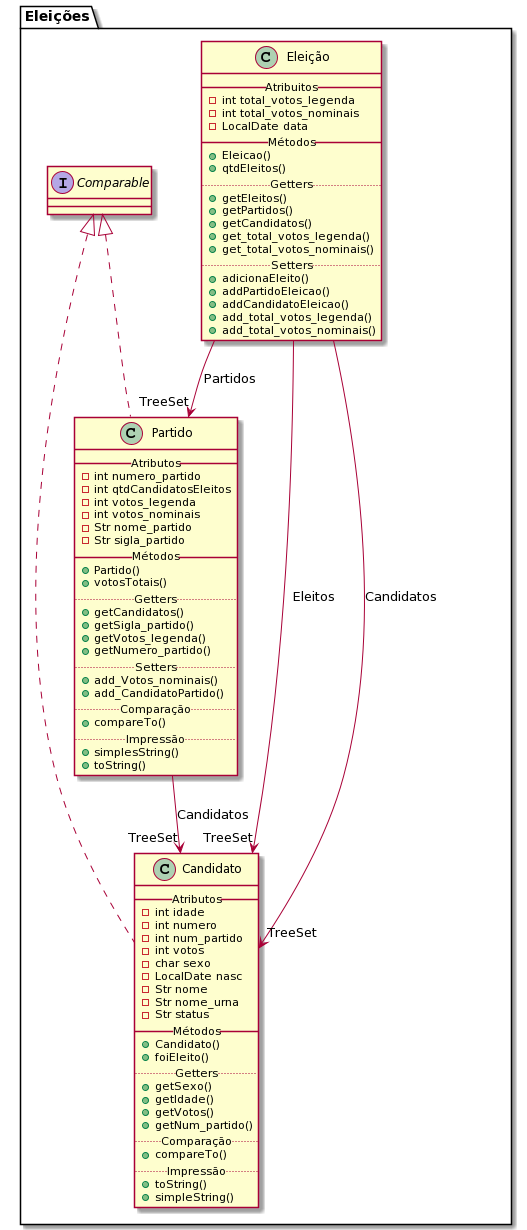 Eleições
C Eleição
Atribuitos
int total_votos_legenda
int total_votos_nominais
LocalDate data
Métodos
Eleicao()
qtdEleitos()
Getters
getEleitos()
getPartidos()
getCandidatos()
get_total_votos_legenda()
get_total_votos_nominais()
Setters
adicionaEleito()
addPartidoEleicao()
addCandidatoEleicao()
add_total_votos_legenda()
add_total_votos_nominais()
I Comparable
Partidos
TreeSet
C Partido
Atributos
int numero_partido
int qtdCandidatosEleitos
int votos_legenda
int votos_nominais
Str nome_partido
Str sigla_partido
Métodos
Partido()
votosTotais()
Getters
getCandidatos()
getSigla_partido()
getVotos_legenda()
getNumero_partido()
Setters
add_Votos_nominais()
add_CandidatoPartido()
Comparação
compareTo()
Impressão
simplesString()
toString()
Eleitos
Candidatos
Candidatos
TreeSet
TreeSet
TreeSet
C Candidato
Atributos
int idade
int numero
int num_partido
int votos
char sexo
LocalDate nasc
Str nome
Str nome_urna
Str status
Métodos
Candidato()
foiEleito()
Getters
getSexo()
getIdade()
getVotos()
getNum_partido()
Comparação
compareTo()
Impressão
toString()
simpleString()